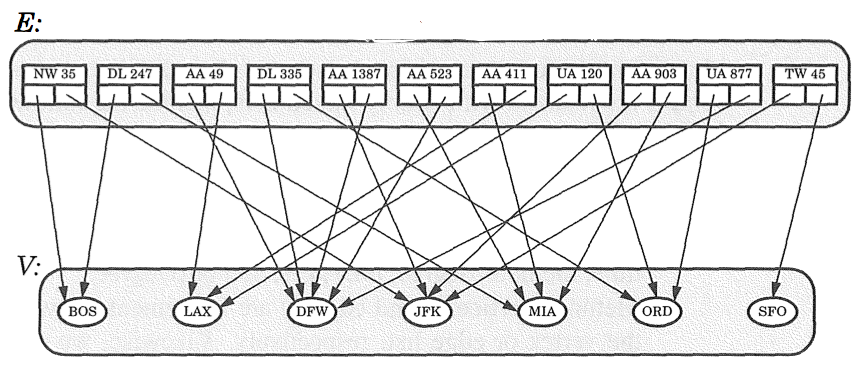 E:
NW 35 DL 247 AA 49 DL 335 AA 1387 AA 523 AA 411 UA 120 AA 903 UA 877 TW 45
V:
BOS LAX DFW JFK MIA ORD SFO